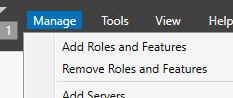 Manage Tools View Help
1
Add Roles and Features
Remove Roles and Features
Add Servers